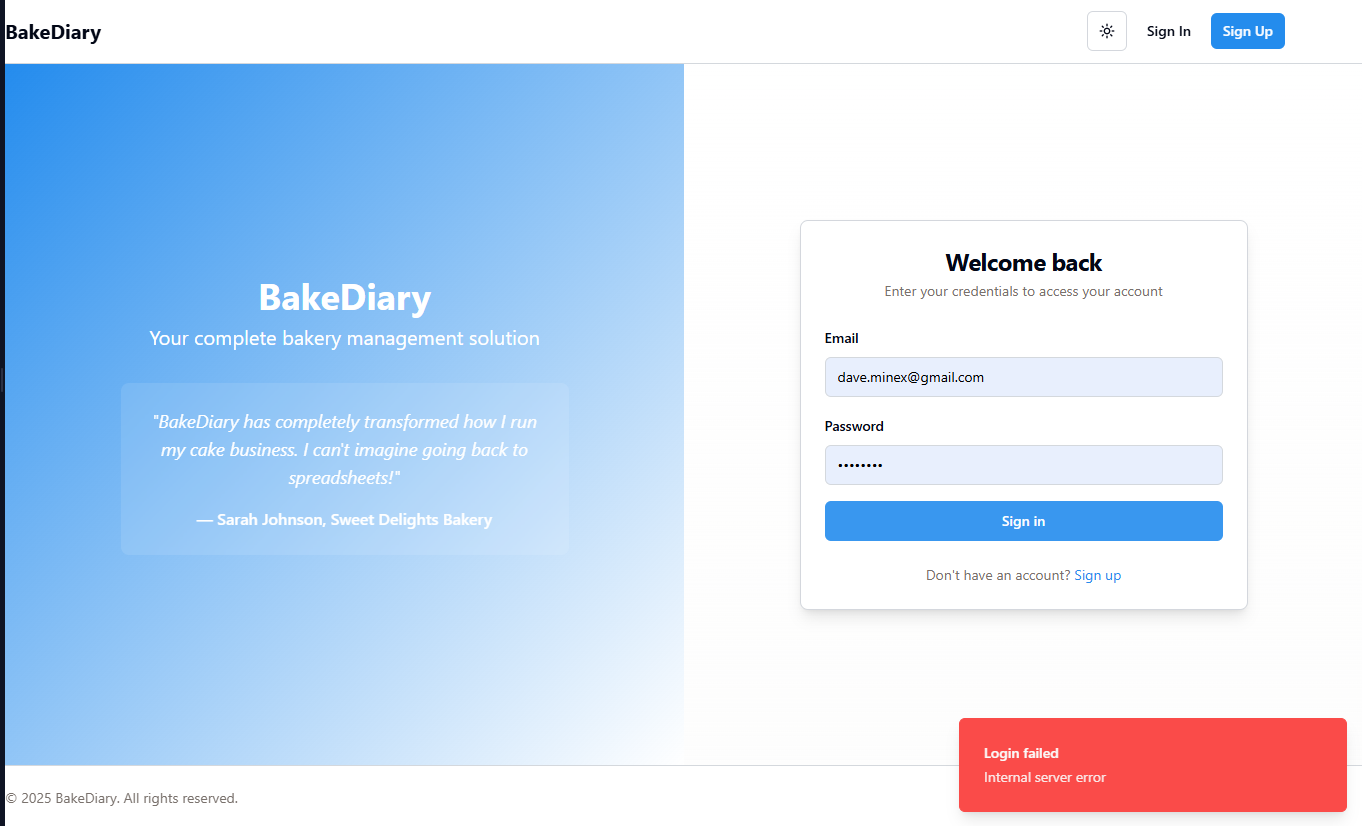 BakeDiary
Sign In
Sign Up
BakeDiary
Your complete bakery management solution
"BakeDiary has completely transformed how I run
my cake business. I can't imagine going back to
spreadsheets!"
— Sarah Johnson, Sweet Delights Bakery
Welcome back
Enter your credentials to access your account
Email
dave.minex@gmail.com
Password
••••••••
Sign in
Don't have an account? Sign up
Login failed
Internal server error
© 2025 BakeDiary. All rights reserved.